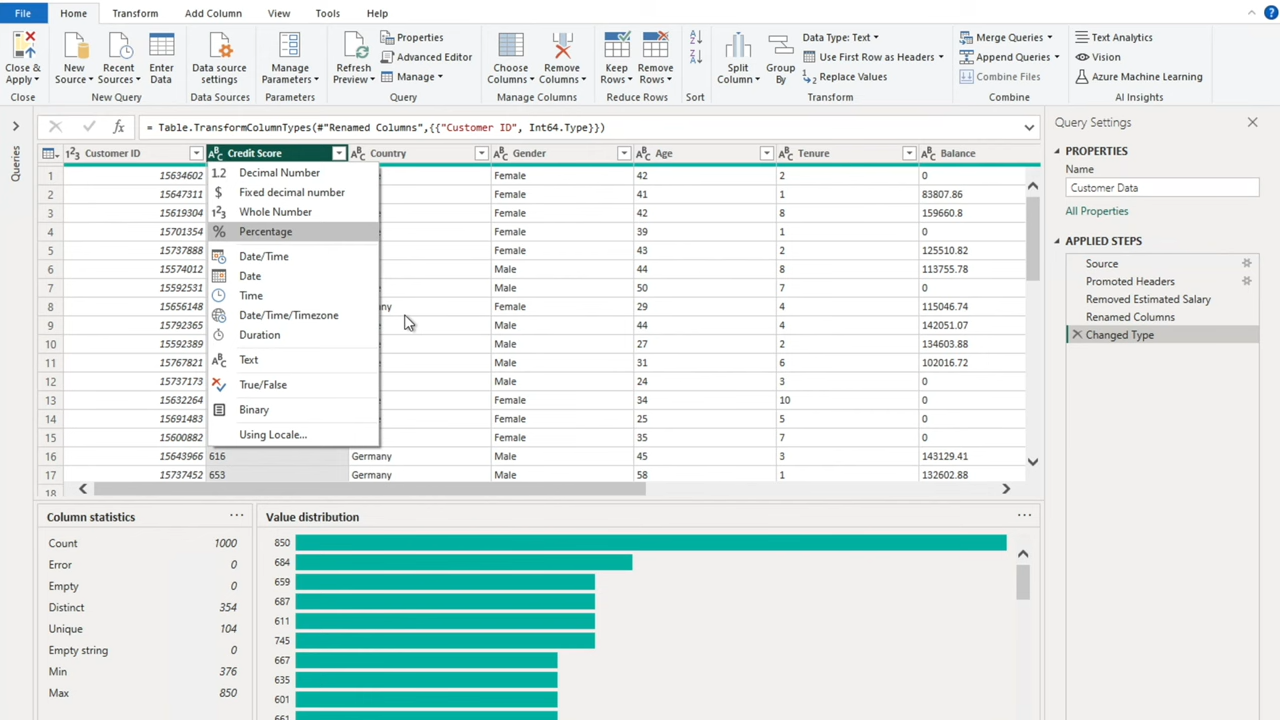 File Home Transform Add Column View Tools Help
Close & Apply
New Source
Recent Sources
Enter Data
Data source settings
Manage Parameters
Refresh Preview
Properties
Advanced Editor
Manage
Choose Columns
Remove Columns
Keep Rows
Remove Rows
Split Column
Group By
Data Type: Text
Use First Row as Headers
Replace Values
Merge Queries
Append Queries
Combine Files
Text Analytics
Vision
Azure Machine Learning
Close New Query Data Sources Parameters Query Manage Columns Reduce Rows Sort Transform Combine AI Insights
= Table.TransformColumnTypes(#"Renamed Columns",{{"Customer ID", Int64.Type}})
Queries
Customer ID Credit Score Country Gender Age Tenure Balance
1 15634602 Female 42 2 0
2 15647311 Female 41 1 83807.86
3 15619304 Female 42 8 159660.8
4 15701354 Female 39 1 0
5 15737888 Female 43 2 125510.82
6 15574012 Male 44 8 113755.78
7 15592531 Male 50 7 0
8 15656148 ny Female 29 4 115046.74
9 15792365 Male 44 4 142051.07
10 15592389 Male 27 2 134603.88
11 15767821 Male 31 6 102016.72
12 15737173 Male 24 3 0
13 15632264 Female 34 10 0
14 15691483 Female 25 5 0
15 15600882 Female 35 7 0
16 15643966 616 Germany Male 45 3 143129.41
17 15737452 653 Germany Male 58 1 132602.88
18
1.2 Decimal Number
$ Fixed decimal number
123 Whole Number
% Percentage
Date/Time
Date
Time
Date/Time/Timezone
Duration
ABC Text
True/False
Binary
Using Locale...
Query Settings
PROPERTIES
Name
Customer Data
All Properties
APPLIED STEPS
Source
Promoted Headers
Removed Estimated Salary
Renamed Columns
Changed Type
Column statistics
Count 1000
Error 0
Empty 0
Distinct 354
Unique 104
Empty string 0
Min 376
Max 850
Value distribution
850
684
659
687
611
745
667
635
601
661